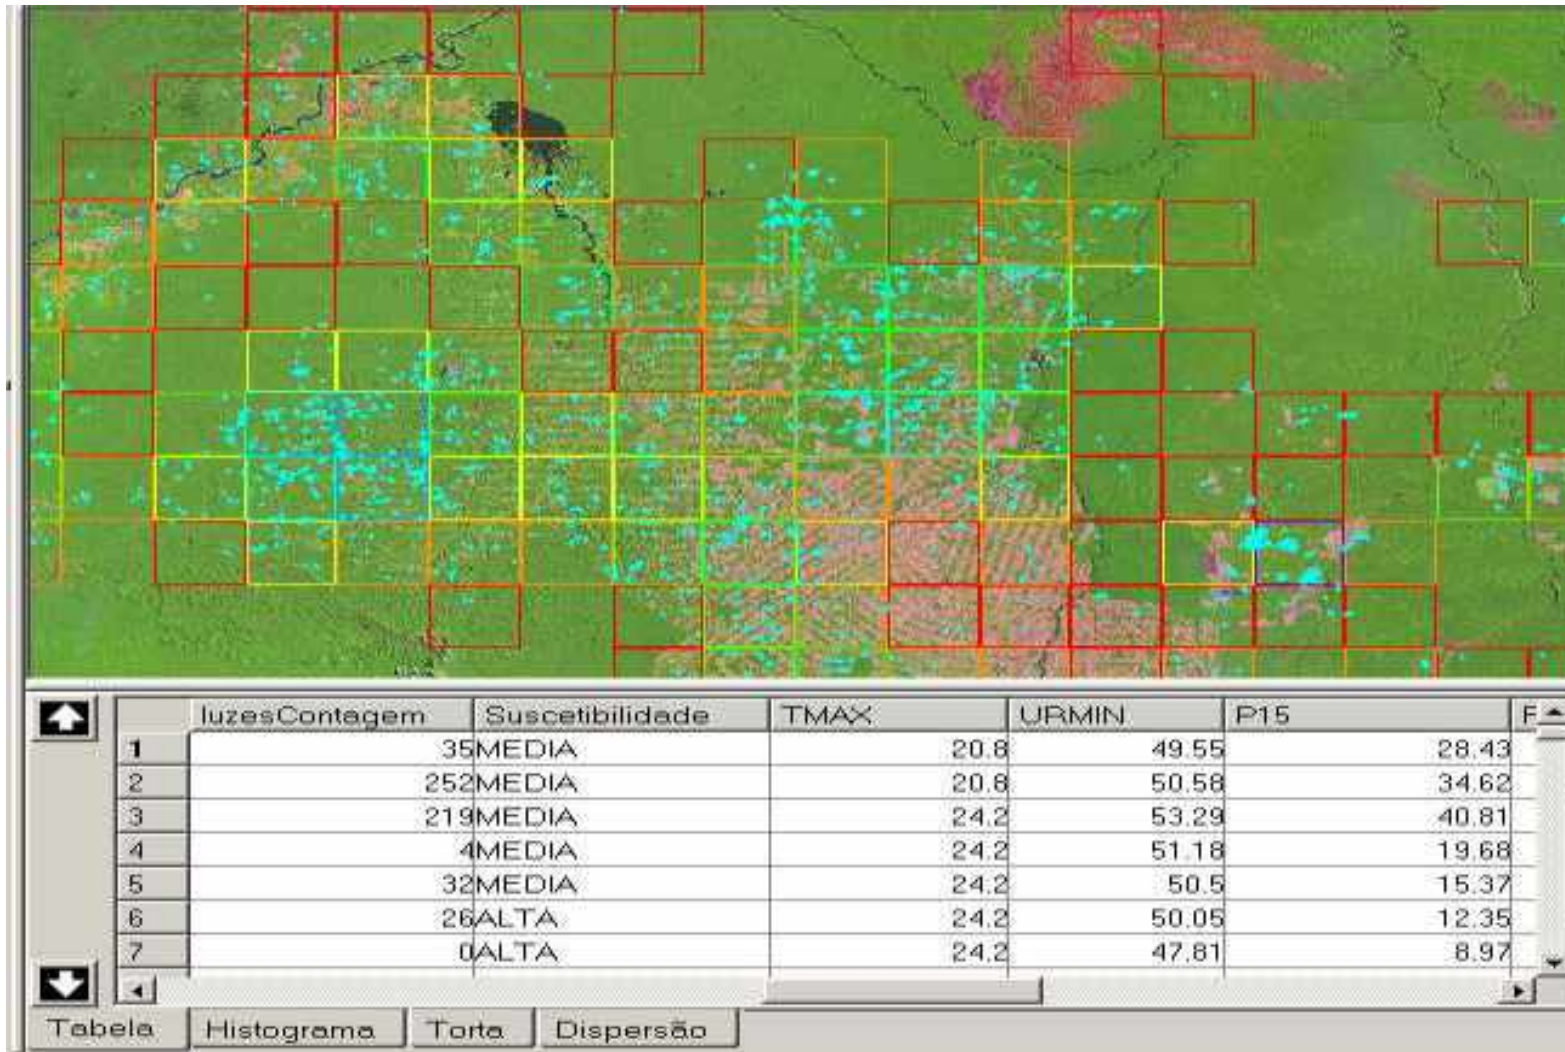 luzesContagem Suscetibilidade TMAX URMIN P15
1 35 MEDIA 20.8 49.55 28.43
2 252 MEDIA 20.8 50.58 34.62
3 219 MEDIA 24.2 53.29 40.81
4 4 MEDIA 24.2 51.18 19.68
5 32 MEDIA 24.2 50.5 15.37
6 26 ALTA 24.2 50.05 12.35
7 0 ALTA 24.2 47.81 8.97
Tabela Histograma Torta Dispersão